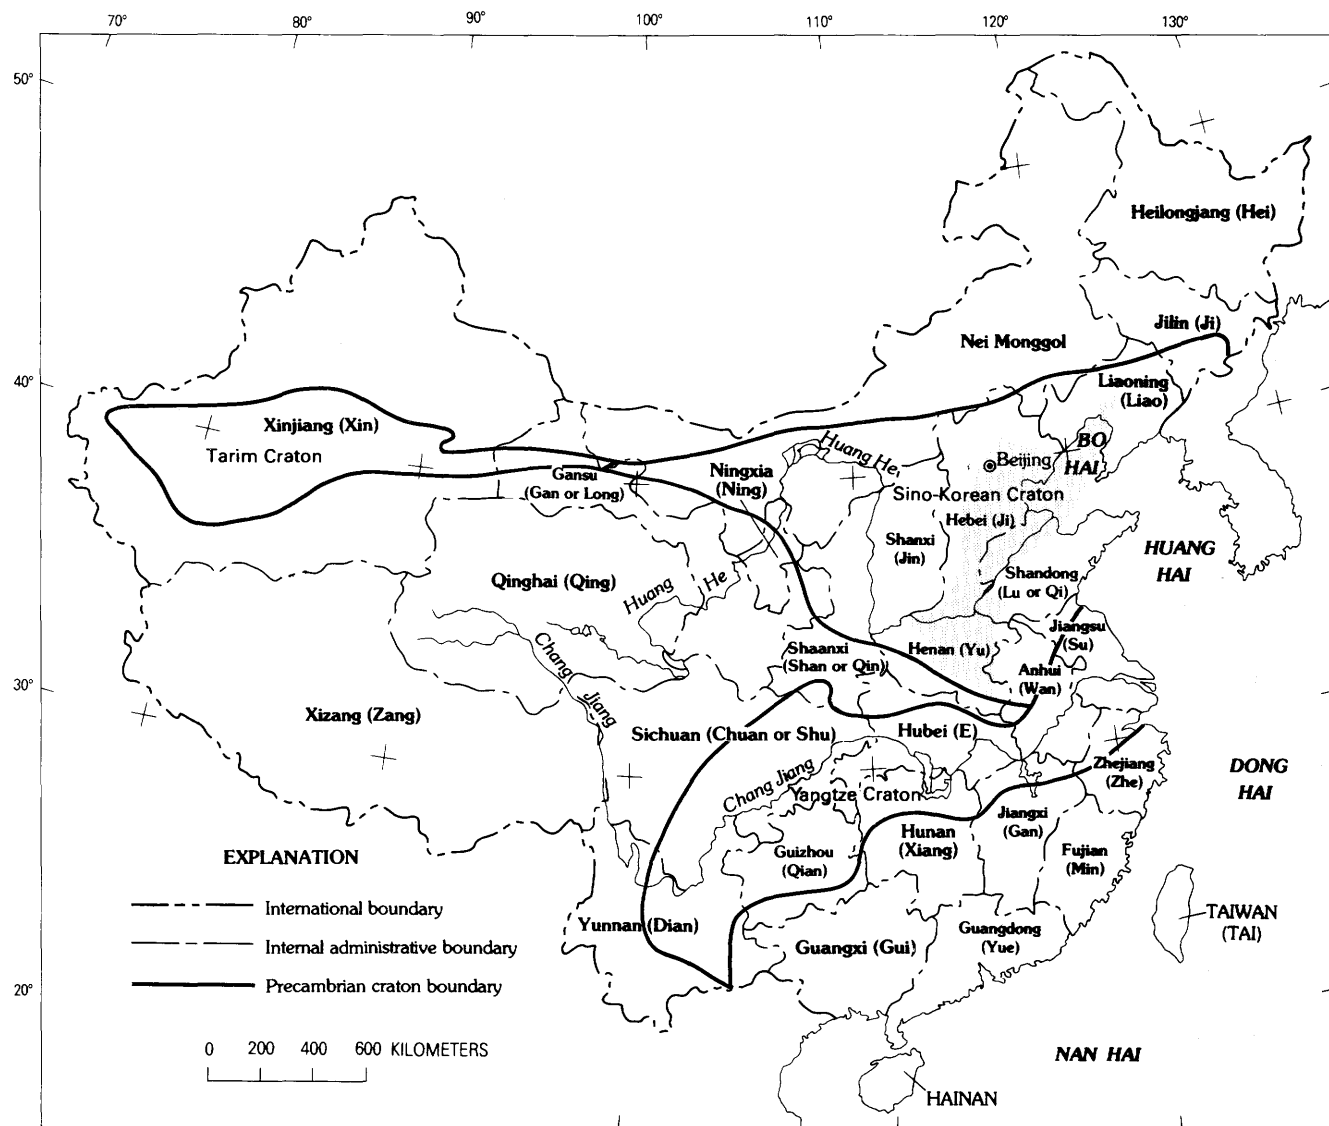 70° 80° 90° 100° 110° 120° 130°
50°
40°
30°
20°
Heilongjang (Hei)
Jilin (Ji)
Nei Monggol
Liaoning
(Liao)
Xinjiang (Xin)
Tarim Craton
Gansu
(Gan or Long)
Ningxia
(Ning)
Huang He
BO
HAI
Beijing
Sino-Korean Craton
Hebei (Ji)
Shanxi
(Jin)
HUANG
HAI
Shandong
(Lu or Qi)
Qinghai (Qing)
Huang He
Jiangsu
(Su)
Shaanxi
(Shan or Qin)
Henan (Yu)
Anhui
(Wan)
Chang Jiang
Xizang (Zang)
Sichuan (Chuan or Shu)
Hubei (E)
Zhejiang
(Zhe)
DONG
HAI
Chang Jiang
Yangtze Craton
Jiangxi
(Gan)
Hunan
(Xiang)
Guizhou
(Qian)
Fujian
(Min)
Yunnan (Dian)
Guangxi (Gui)
Guangdong
(Yue)
TAIWAN
(TAI)
NAN HAI
HAINAN
EXPLANATION
International boundary
Internal administrative boundary
Precambrian craton boundary
0 200 400 600 KILOMETERS